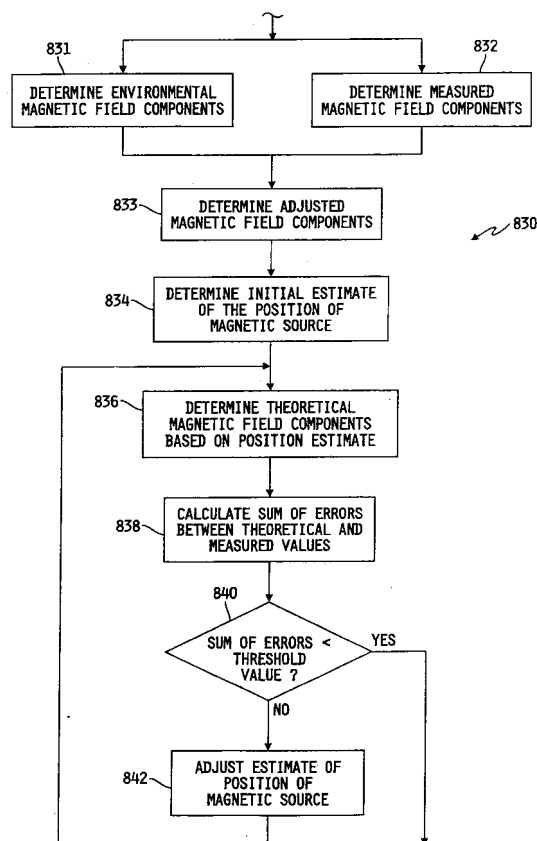 831
832
DETERMINE ENVIRONMENTAL
MAGNETIC FIELD COMPONENTS
DETERMINE MEASURED
MAGNETIC FIELD COMPONENTS
833
DETERMINE ADJUSTED
MAGNETIC FIELD COMPONENTS
830
834
DETERMINE INITIAL ESTIMATE
OF THE POSITION OF
MAGNETIC SOURCE
836
DETERMINE THEORETICAL
MAGNETIC FIELD COMPONENTS
BASED ON POSITION ESTIMATE
838
CALCULATE SUM OF ERRORS
BETWEEN THEORETICAL AND
MEASURED VALUES
840
SUM OF ERRORS <
THRESHOLD
VALUE ?
YES
NO
842
ADJUST ESTIMATE OF
POSITION OF
MAGNETIC SOURCE